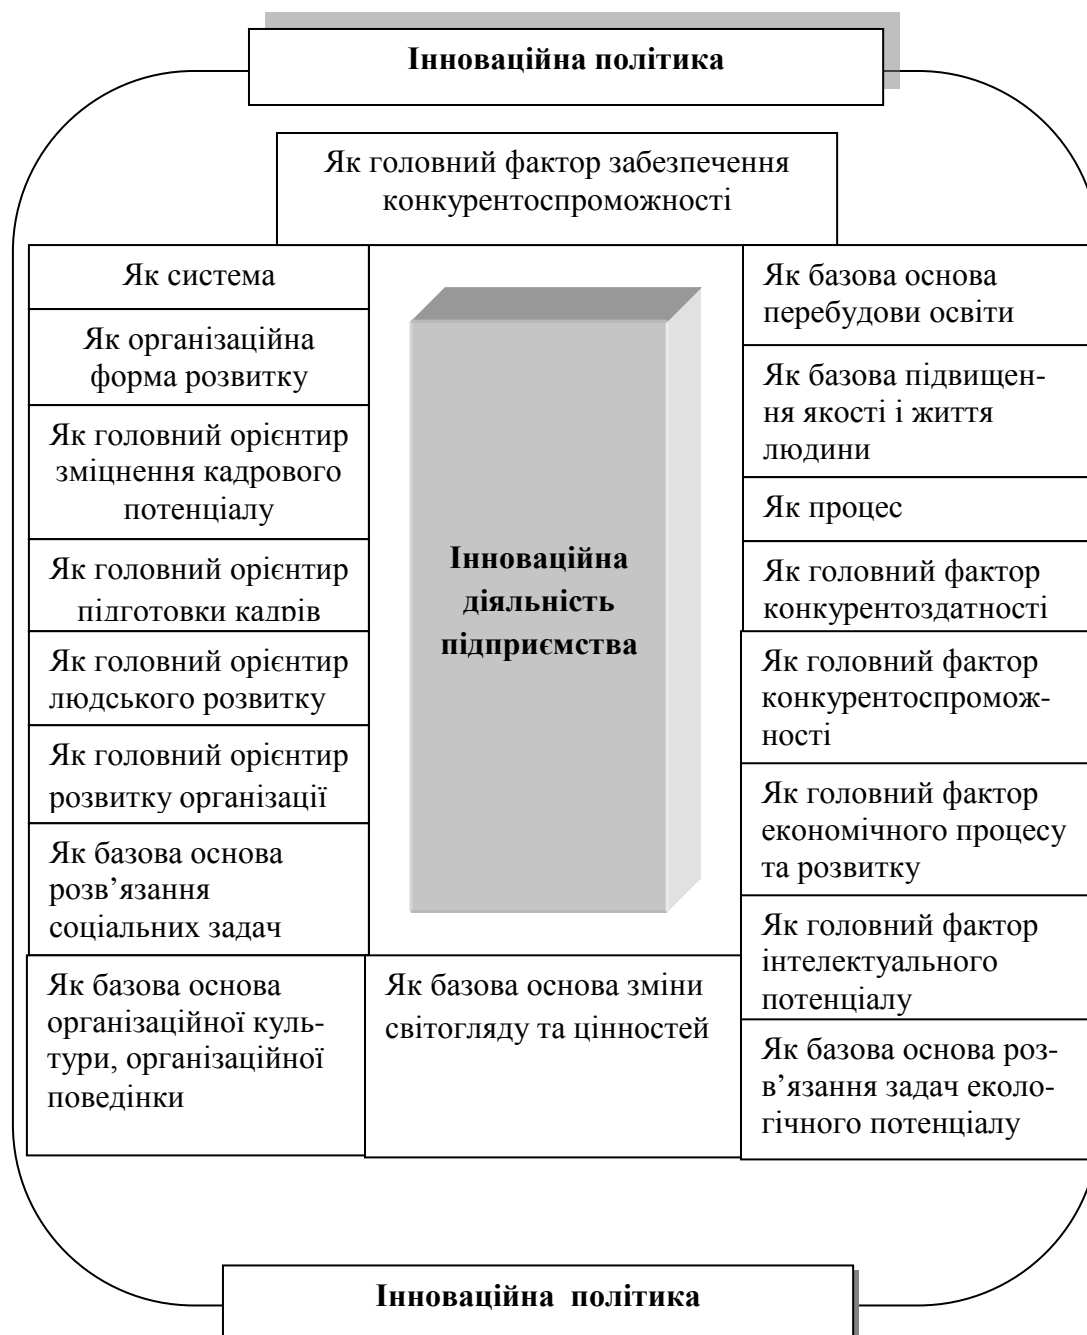 Інноваційна політика
Як головний фактор забезпечення
конкурентоспроможності
Як система
Як організаційна
форма розвитку
Як головний орієнтир
зміцнення кадрового
потенціалу
Як головний орієнтир
підготовки кадрів
Як головний орієнтир
людського розвитку
Як головний орієнтир
розвитку організації
Як базова основа
розв’язання
соціальних задач
Як базова основа
організаційної куль-
тури, організаційної
поведінки
Інноваційна
діяльність
підприємства
Як базова основа зміни
світогляду та цінностей
Як базова основа
перебудови освіти
Як базова підвищен-
ня якості і життя
людини
Як процес
Як головний фактор
конкурентоздатності
Як головний фактор
конкурентоспромож-
ності
Як головний фактор
економічного процесу
та розвитку
Як головний фактор
інтелектуального
потенціалу
Як базова основа роз-
в’язання задач еколо-
гічного потенціалу
Інноваційна політика